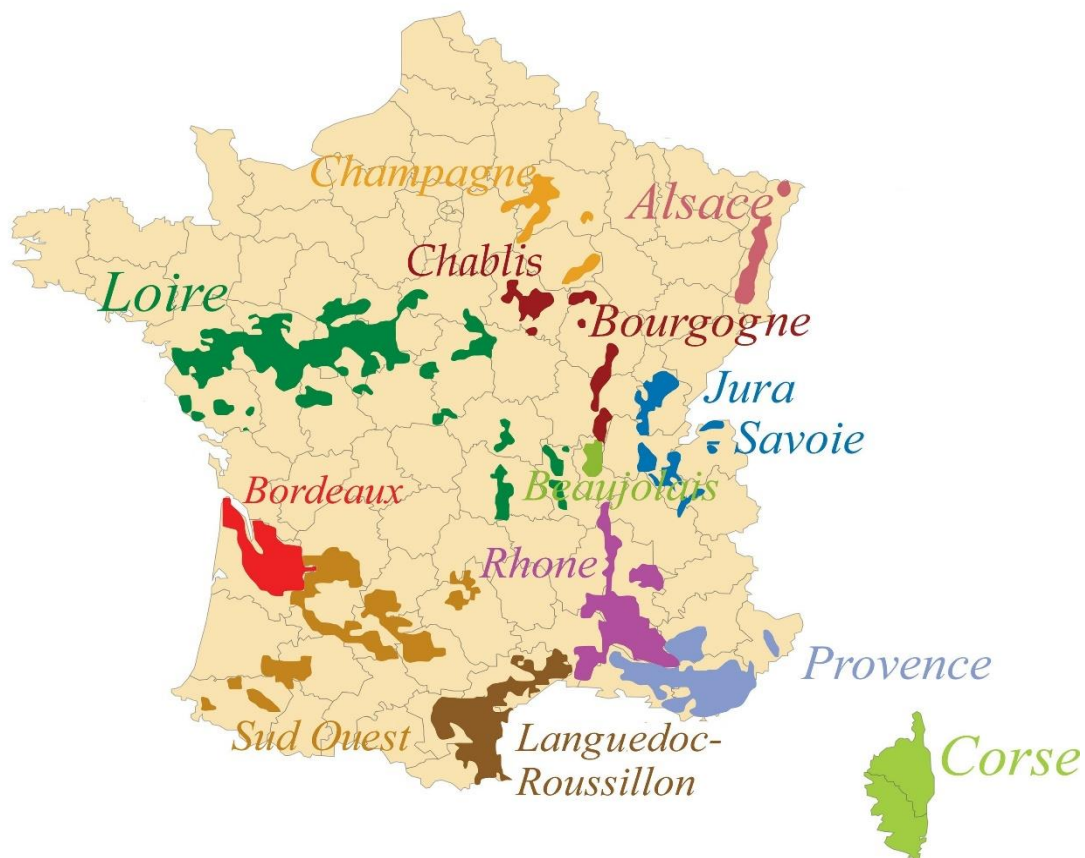 Champagne
Alsace
Chablis
Loire
Bourgogne
Jura
Savoie
Bordeaux
Beaujolais
Rhone
Provence
Sud Ouest
Languedoc-
Roussillon
Corse